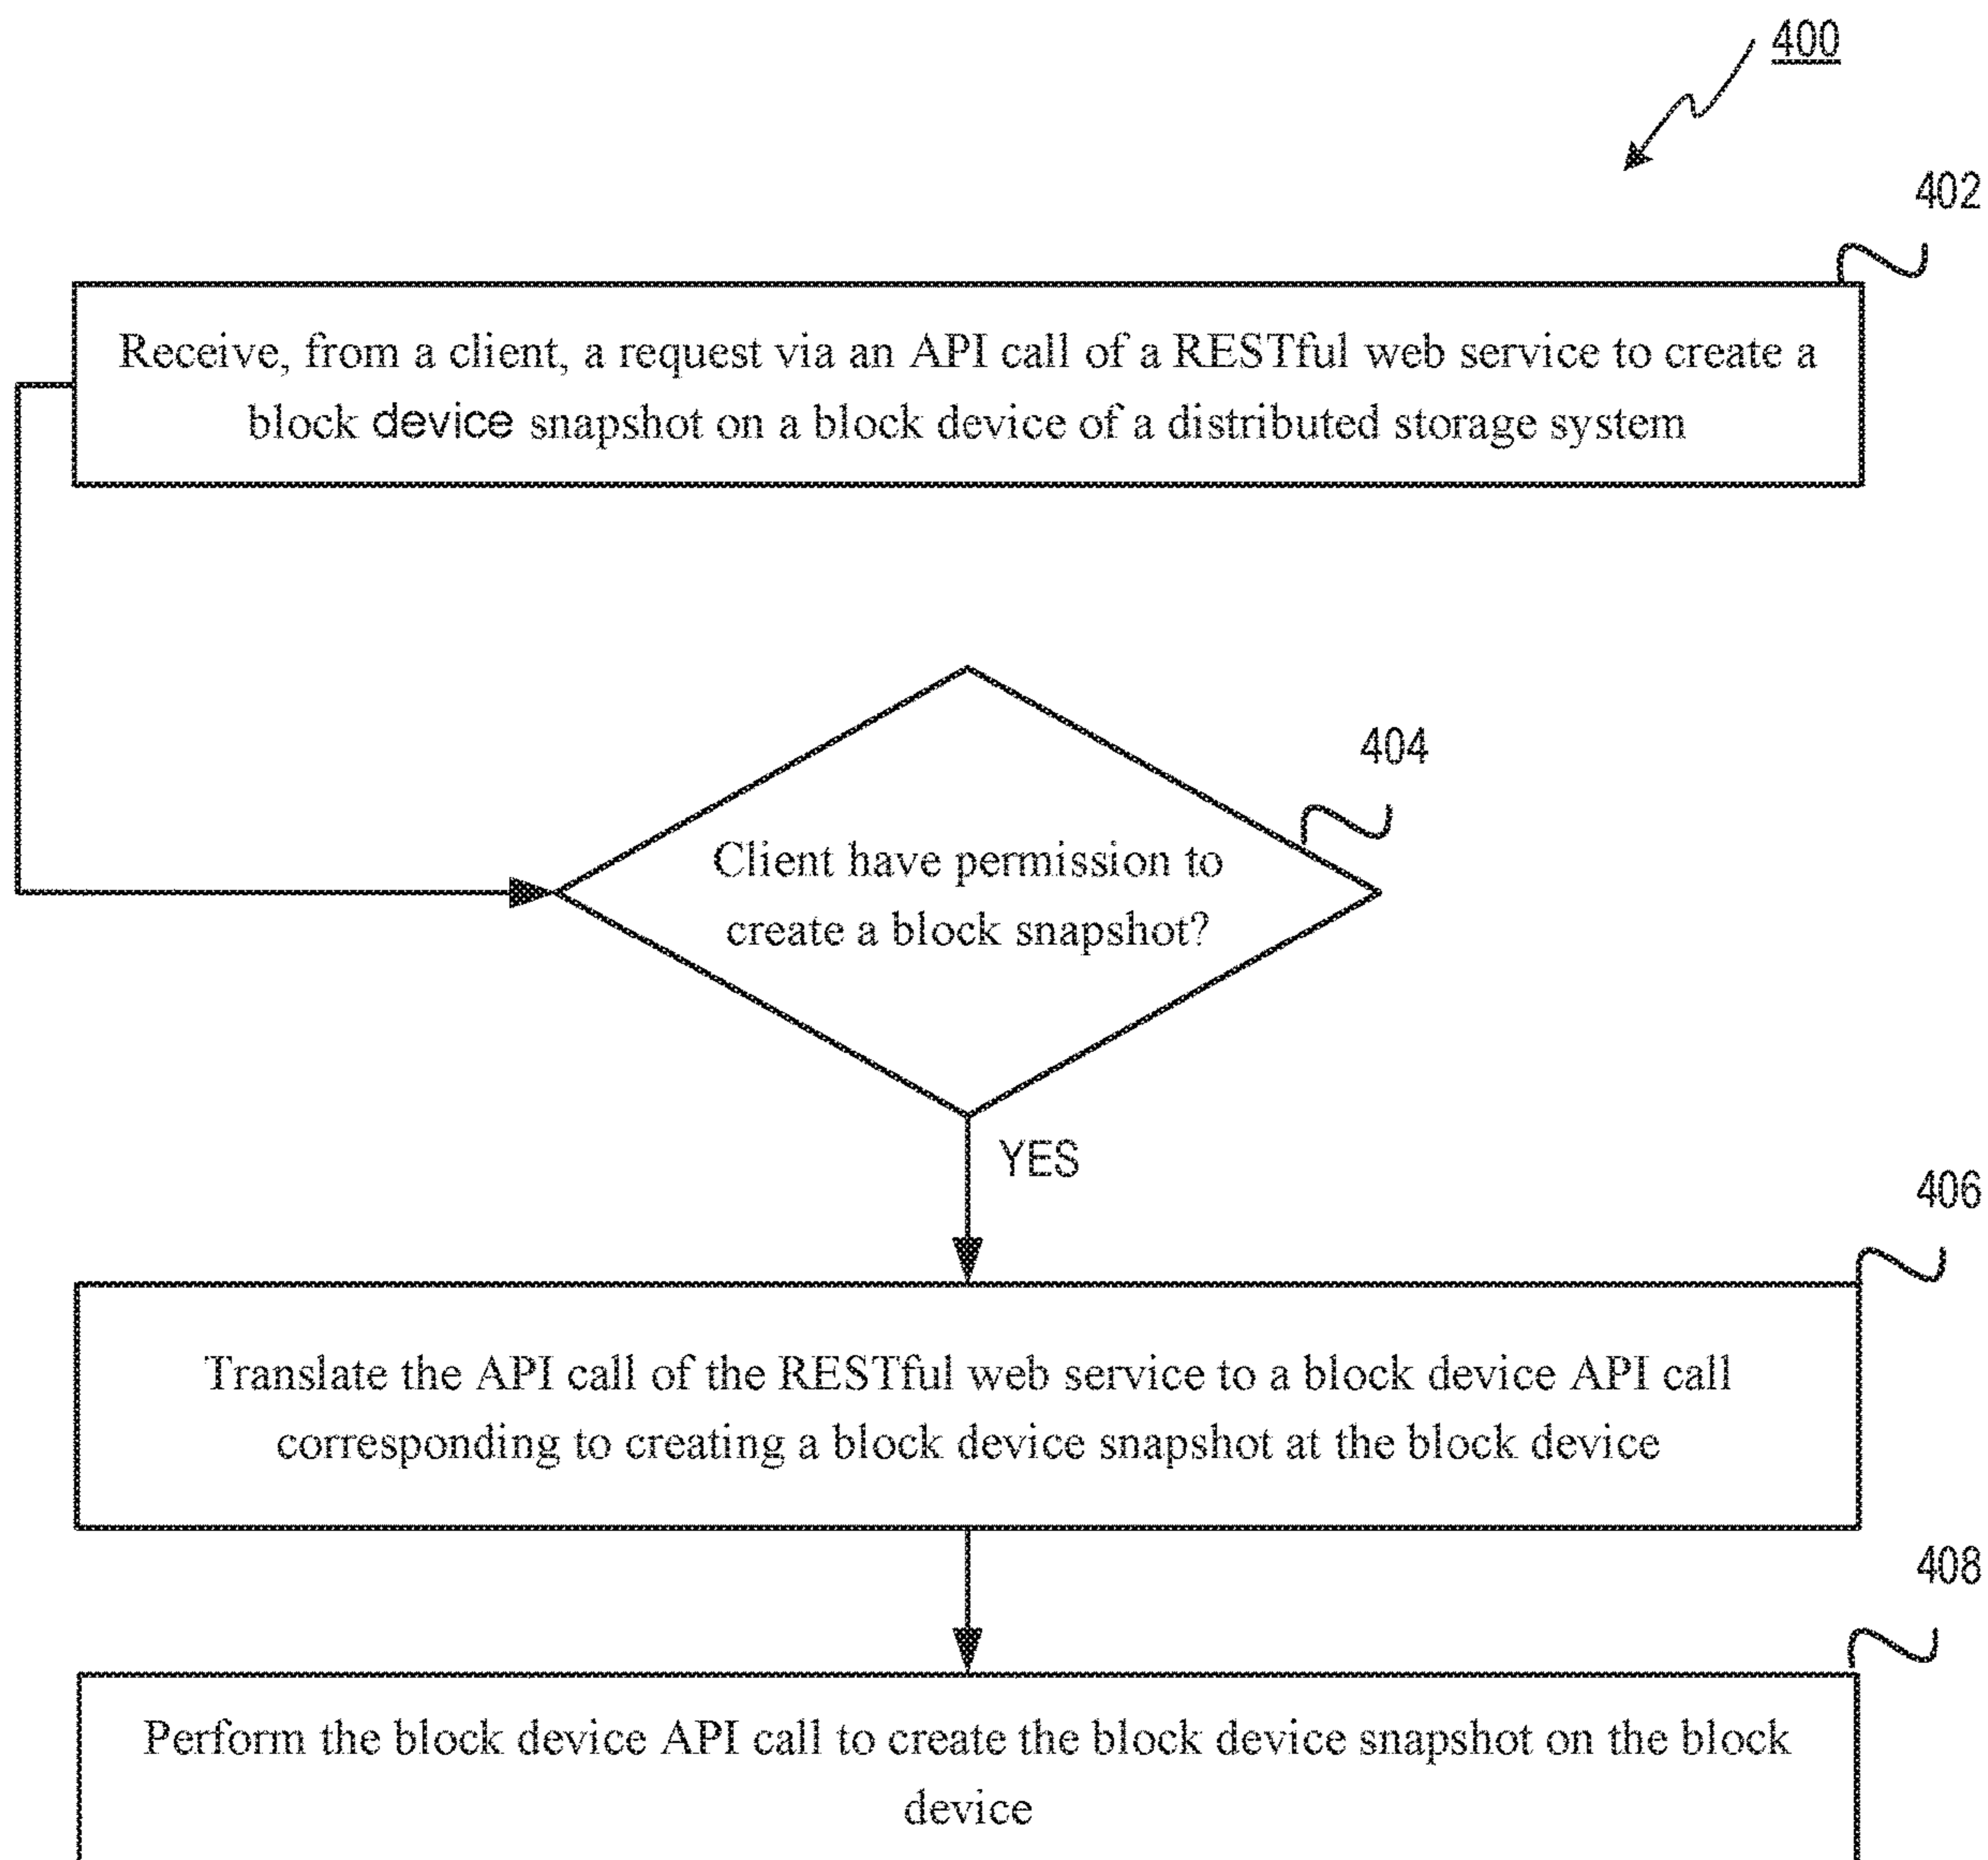 400
402
Receive, from a client, a request via an API call of a RESTful web service to create a
block device snapshot on a block device of a distributed storage system
404
Client have permission to
create a block snapshot?
YES
406
Translate the API call of the RESTful web service to a block device API call
corresponding to creating a block device snapshot at the block device
408
Perform the block device API call to create the block device snapshot on the block
device